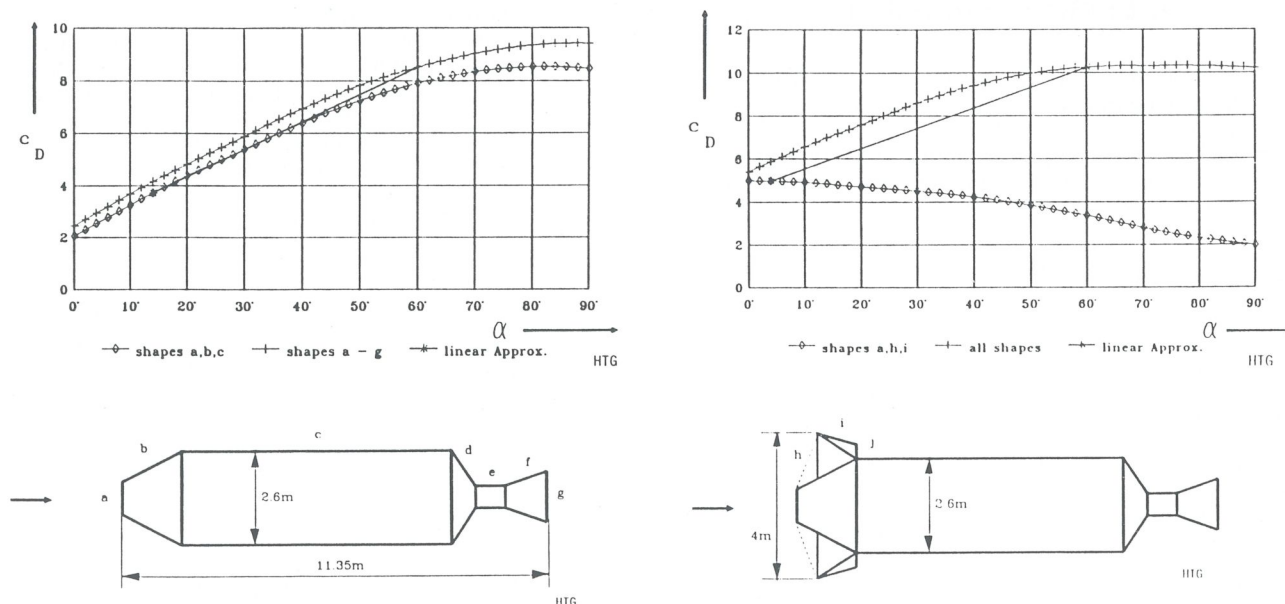 10
8
6
4
2
0
C D
0° 10° 20° 30° 40° 50° 60° 70° 80° 90°
α
shapes a,b,c shapes a – g linear Approx.
HTG
12
10
8
6
4
2
0
C D
0° 10° 20° 30° 40° 50° 60° 70° 80° 90°
α
shapes a,h,i all shapes linear Approx.
HTG
b c d e f
a g
2.6m
11.35m
HTG
i
h j
4m
2.6m
HTG